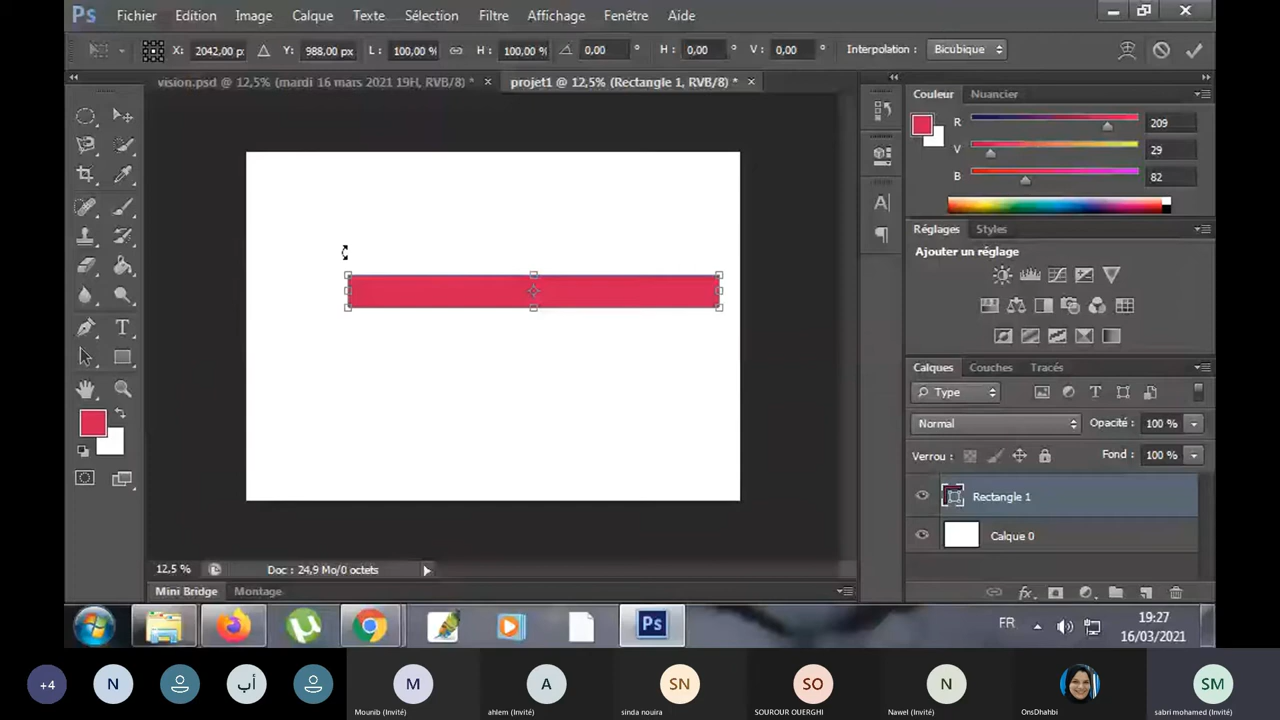 Ps Fichier Edition Image Calque Texte Sélection Filtre Affichage Fenêtre Aide
X: 2042,00 px Y: 988,00 px L: 100,00 % H: 100,00 % 0,00 ° H: 0,00 ° V: 0,00 ° Interpolation : Bicubique
vision.psd @ 12,5% (mardi 16 mars 2021 19H, RVB/8) * × projet1 @ 12,5% (Rectangle 1, RVB/8) * ×
Couleur Nuancier
R 209
V 29
B 82
Réglages Styles
Ajouter un réglage
Calques Couches Tracés
Type
Normal Opacité : 100 %
Verrou : Fond : 100 %
Rectangle 1
Calque 0
12,5 % Doc : 24,9 Mo/0 octets
Mini Bridge Montage
Ps
FR 19:27
16/03/2021
+4 N أب M A SN SO N SM
Mounib (Invité) ahlem (Invité) sinda nouira SOUROUR OUERGHI Nawel (Invité) OnsDhahbi sabri mohamed (Invité)